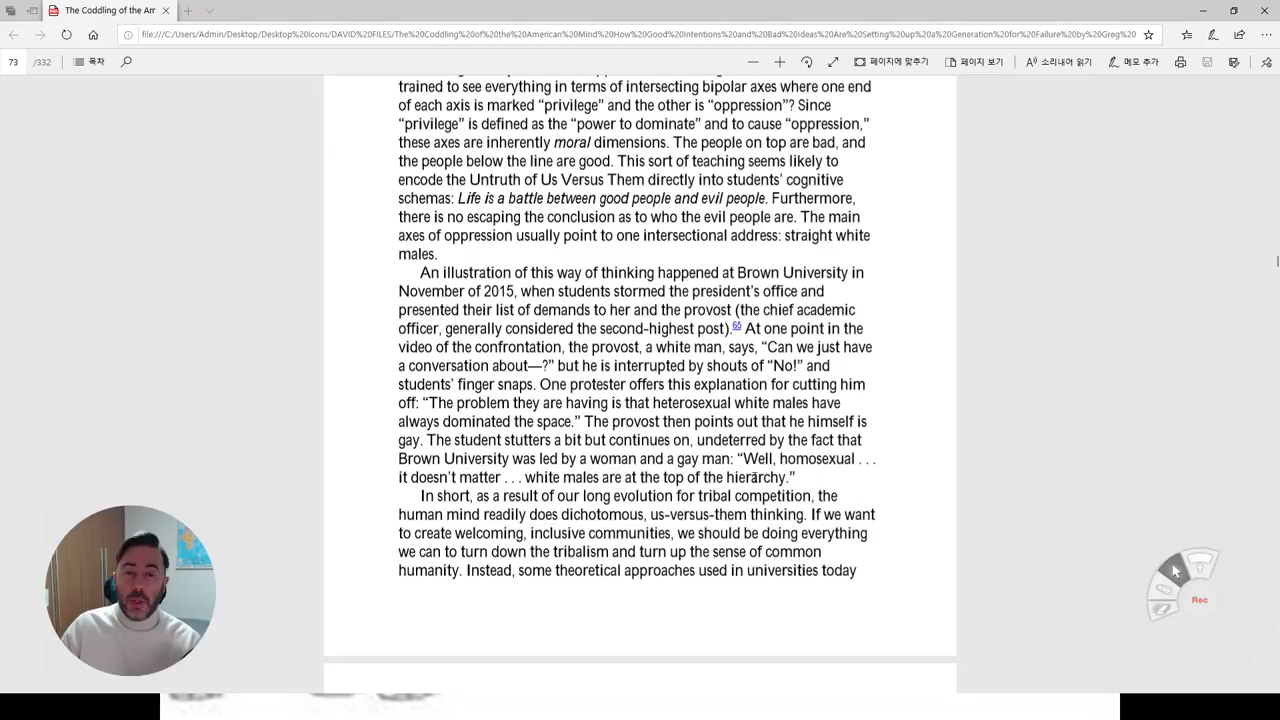 The Coddling of the Am
file:///C:/Users/Admin/Desktop/Desktop%20Icons/DAVID%20FILES/The%20Coddling%20of%20the%20American%20Mind%20How%20Good%20Intentions%20and%20Bad%20Ideas%20Are%20Setting%20up%20a%20Generation%20for%20Failure%20by%20Greg%20
73 /332 목차 페이지에 맞추기 페이지 보기 소리내어 읽기 메모 추가
trained to see everything in terms of intersecting bipolar axes where one end
of each axis is marked “privilege” and the other is “oppression”? Since
“privilege” is defined as the “power to dominate” and to cause “oppression,”
these axes are inherently moral dimensions. The people on top are bad, and
the people below the line are good. This sort of teaching seems likely to
encode the Untruth of Us Versus Them directly into students’ cognitive
schemas: Life is a battle between good people and evil people. Furthermore,
there is no escaping the conclusion as to who the evil people are. The main
axes of oppression usually point to one intersectional address: straight white
males.
An illustration of this way of thinking happened at Brown University in
November of 2015, when students stormed the president’s office and
presented their list of demands to her and the provost (the chief academic
officer, generally considered the second-highest post).65 At one point in the
video of the confrontation, the provost, a white man, says, “Can we just have
a conversation about—?” but he is interrupted by shouts of “No!” and
students’ finger snaps. One protester offers this explanation for cutting him
off: “The problem they are having is that heterosexual white males have
always dominated the space.” The provost then points out that he himself is
gay. The student stutters a bit but continues on, undeterred by the fact that
Brown University was led by a woman and a gay man: “Well, homosexual . . .
it doesn’t matter . . . white males are at the top of the hierarchy.”
In short, as a result of our long evolution for tribal competition, the
human mind readily does dichotomous, us-versus-them thinking. If we want
to create welcoming, inclusive communities, we should be doing everything
we can to turn down the tribalism and turn up the sense of common
humanity. Instead, some theoretical approaches used in universities today
Rec